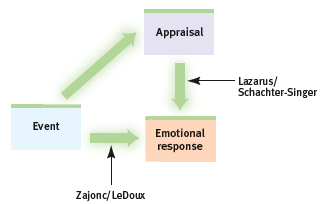 Appraisal
Lazarus/
Schachter-Singer
Event
Emotional
response
Zajonc/LeDoux